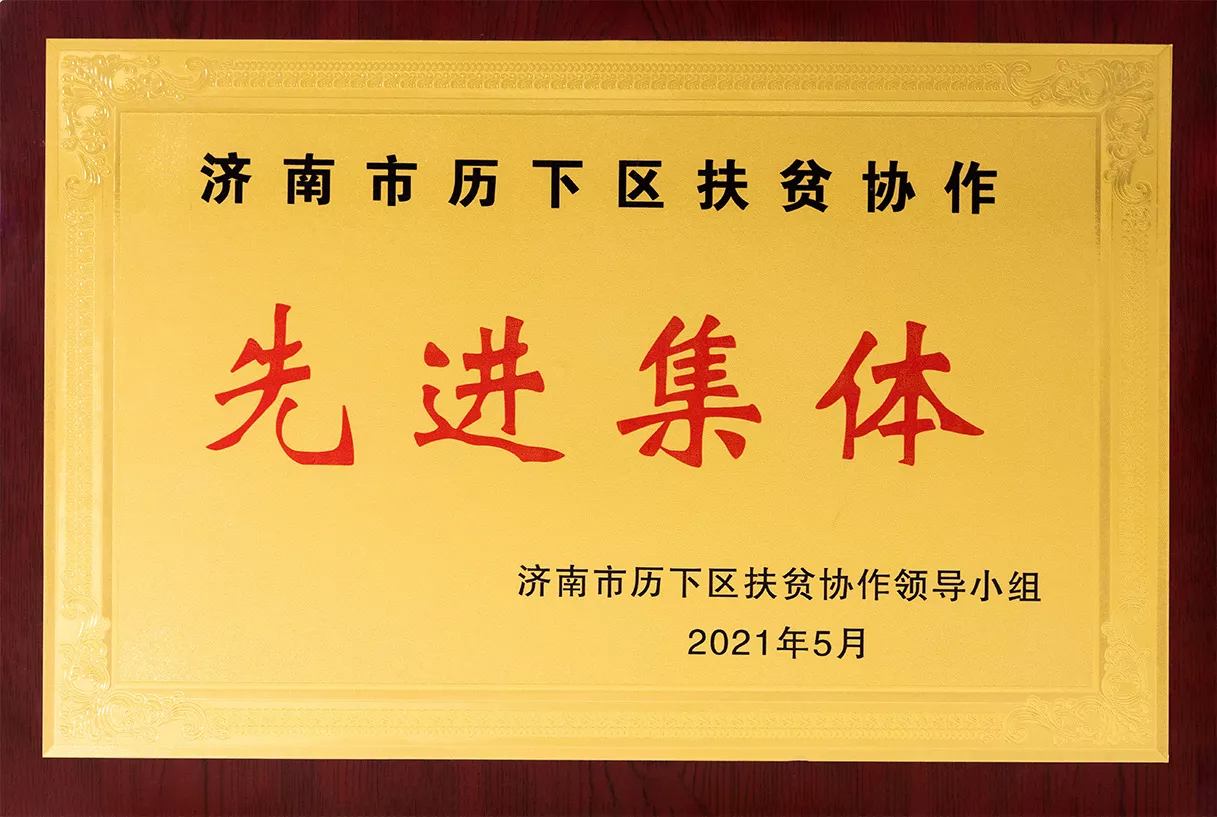 济南市历下区扶贫协作
先进集体
济南市历下区扶贫协作领导小组
2021年5月